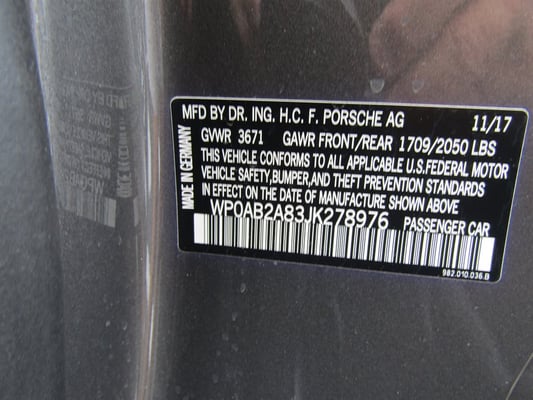 MFD BY DR. ING. H.C. F. PORSCHE AG 11/17
GVWR 3671 GAWR FRONT/REAR 1709/2050 LBS
THIS VEHICLE CONFORMS TO ALL APPLICABLE U.S.FEDERAL MOTOR
VEHICLE SAFETY,BUMPER,AND THEFT PREVENTION STANDARDS
IN EFFECT ON THE DATE OF MANUFACTURE SHOWN ABOVE.
WP0AB2A83JK278976 PASSENGER CAR
982.010.036.B
MADE IN GERMANY